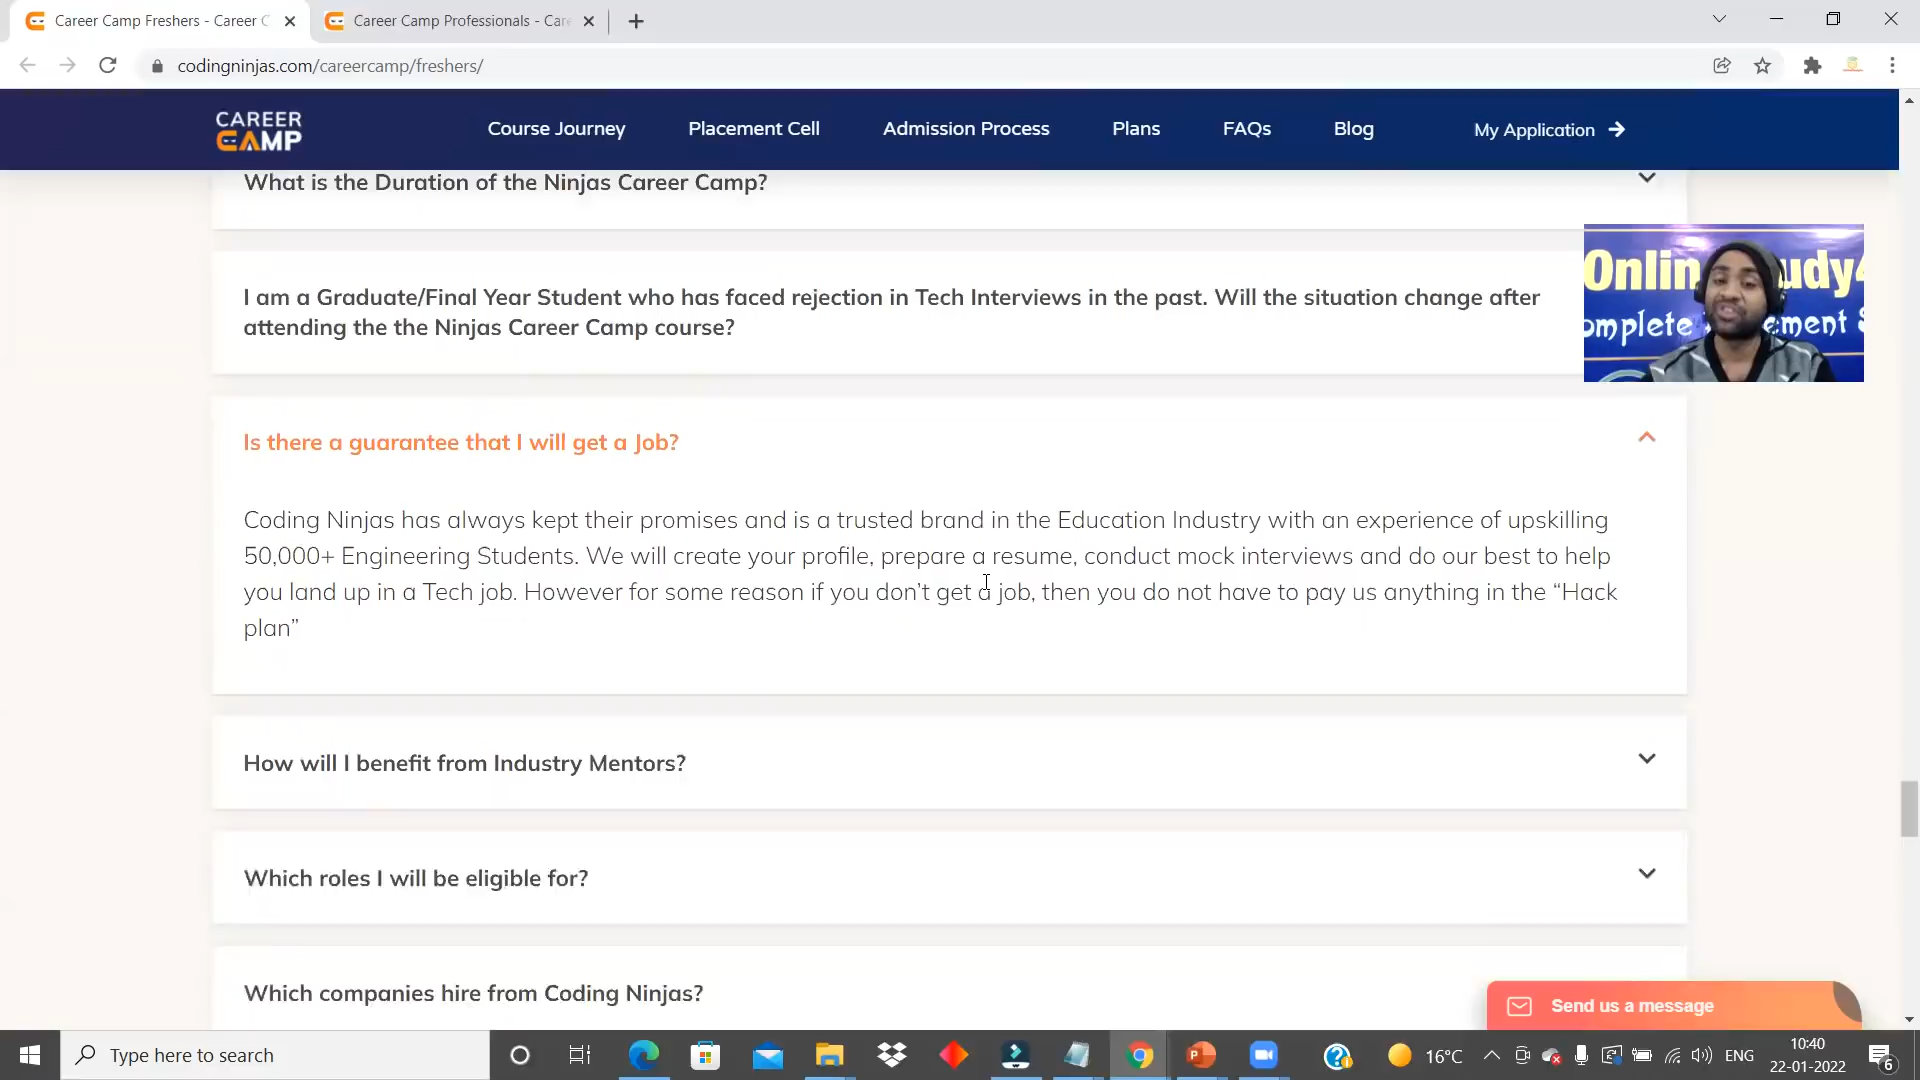 Career Camp Freshers - Career C
Career Camp Professionals - Care
codingninjas.com/careercamp/freshers/
CAREER
CAMP
Course Journey
Placement Cell
Admission Process
Plans
FAQs
Blog
My Application
What is the Duration of the Ninjas Career Camp?
I am a Graduate/Final Year Student who has faced rejection in Tech Interviews in the past. Will the situation change after
attending the the Ninjas Career Camp course?
Is there a guarantee that I will get a Job?
Coding Ninjas has always kept their promises and is a trusted brand in the Education Industry with an experience of upskilling
50,000+ Engineering Students. We will create your profile, prepare a resume, conduct mock interviews and do our best to help
you land up in a Tech job. However for some reason if you don’t get a job, then you do not have to pay us anything in the “Hack
plan”
How will I benefit from Industry Mentors?
Which roles I will be eligible for?
Which companies hire from Coding Ninjas?
Send us a message
Type here to search
16°C
ENG
10:40
22-01-2022
6